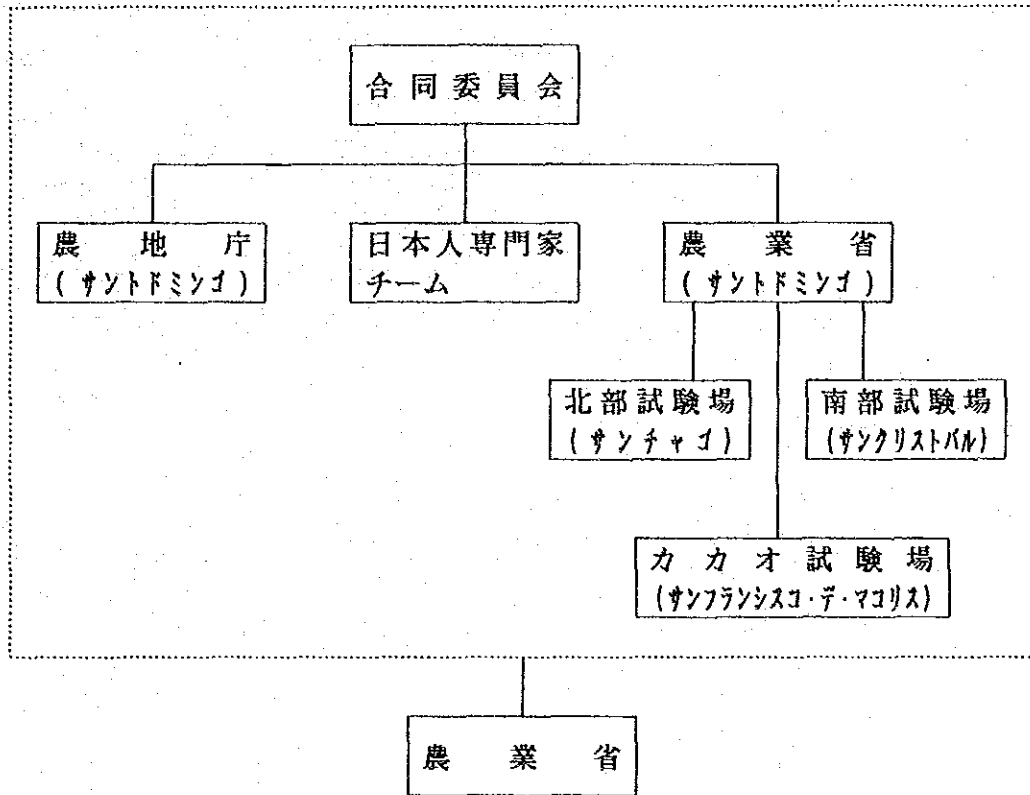 合同委員会
農地庁
(サントドミンゴ)
日本人専門家
チーム
農業省
(サントドミンゴ)
北部試験場
(サンチャゴ)
南部試験場
(サンクリストバル)
カカオ試験場
(サンフランシスコ・デ・マコリス)
農業省